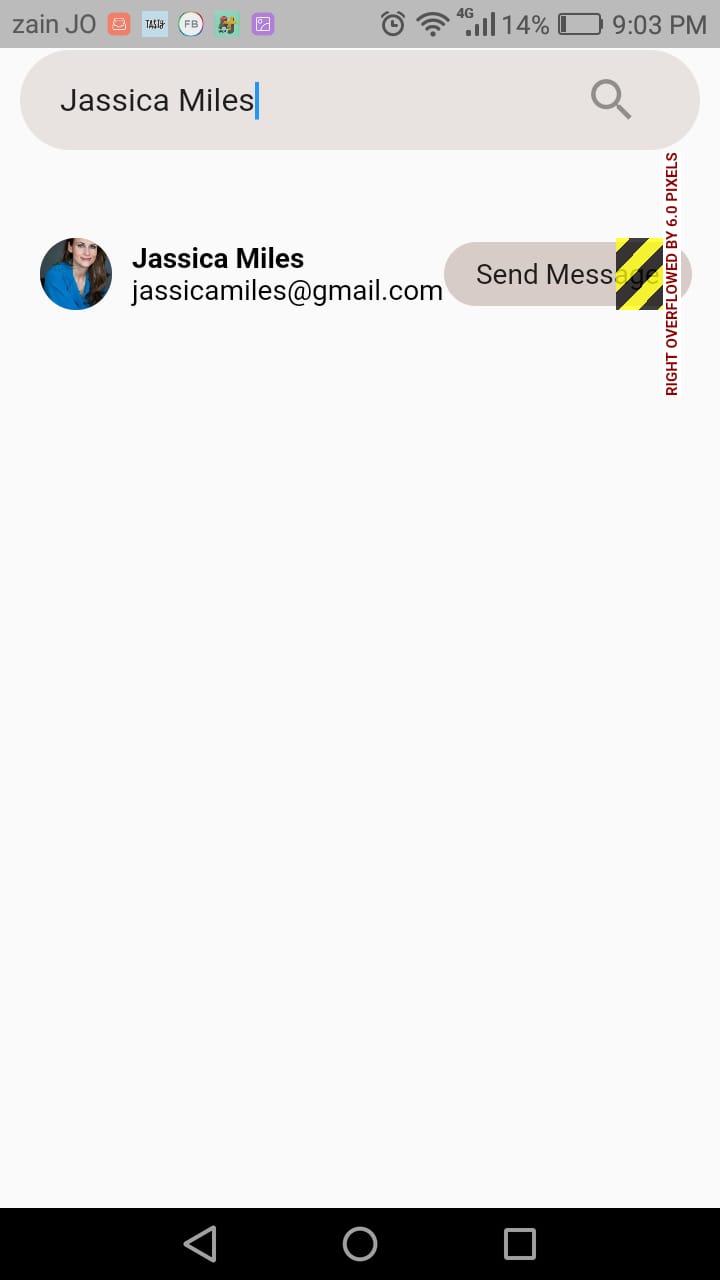 zain JO TASTY FB 4G 14% 9:03 PM
Jassica Miles
Jassica Miles
jassicamiles@gmail.com
Send Message
RIGHT OVERFLOWED BY 6.0 PIXELS